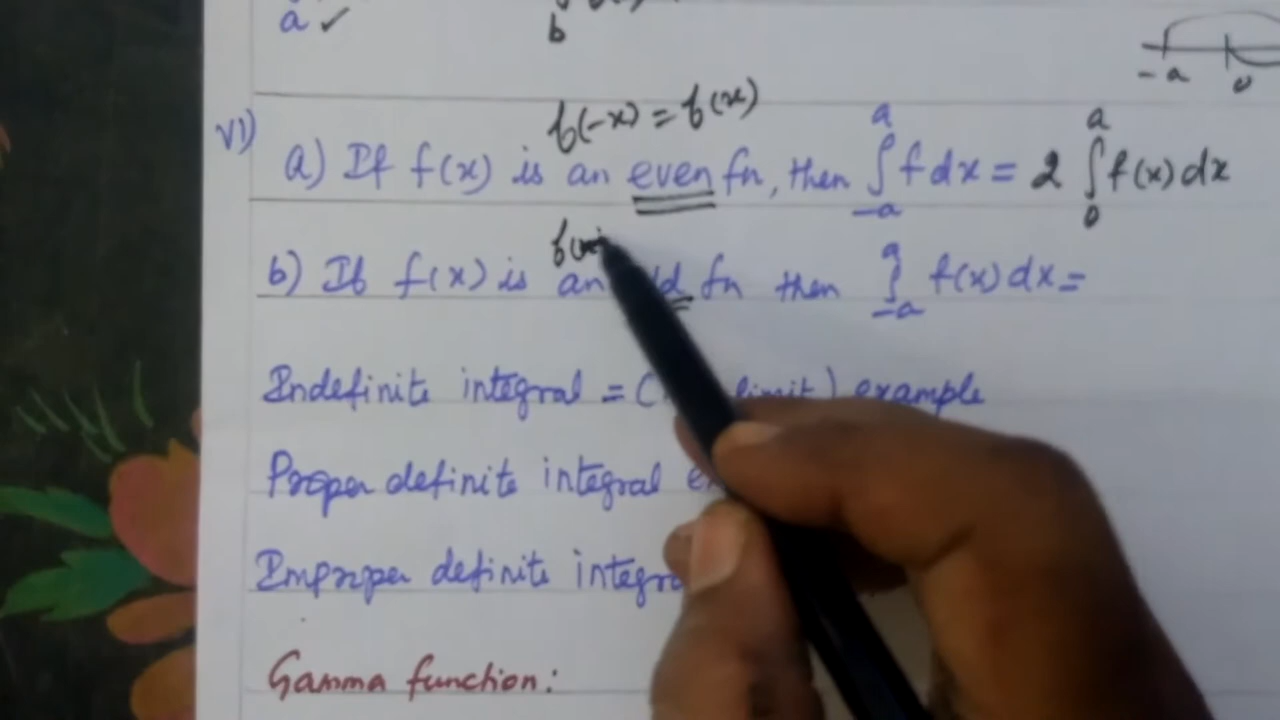 a ✓ b
-a 0
f(-x) = f(x)
VI) a) If f(x) is an even fn, then ∫_{-a}^{a} f dx = 2 ∫_{0}^{a} f(x) dx
b) If f(x) is an fn then ∫_{-a}^{a} f(x) dx =
Indefinite integral = ( limit) example
Proper definite integral
Improper definite
Gamma function: